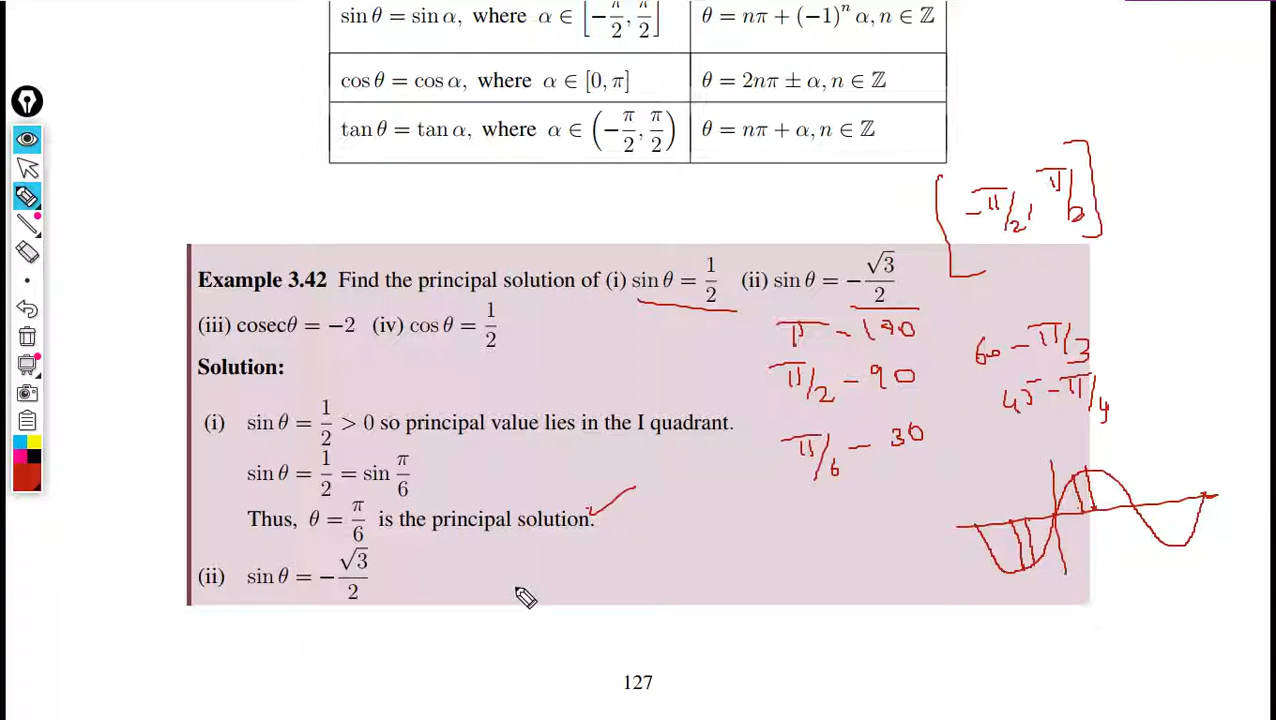 sin θ = sin α, where α ∈ [−π/2, π/2] θ = nπ + (−1)ⁿ α, n ∈ ℤ
cos θ = cos α, where α ∈ [0, π] θ = 2nπ ± α, n ∈ ℤ
tan θ = tan α, where α ∈ (−π/2, π/2) θ = nπ + α, n ∈ ℤ
[−π/2, π/2]
Example 3.42 Find the principal solution of (i) sin θ = 1/2 (ii) sin θ = −√3/2
(iii) cosecθ = −2 (iv) cos θ = 1/2
Solution:
(i) sin θ = 1/2 > 0 so principal value lies in the I quadrant.
sin θ = 1/2 = sin π/6
Thus, θ = π/6 is the principal solution.
(ii) sin θ = −√3/2
π - 180
π/2 - 90
π/6 - 30
60 - π/3
45 - π/4
127